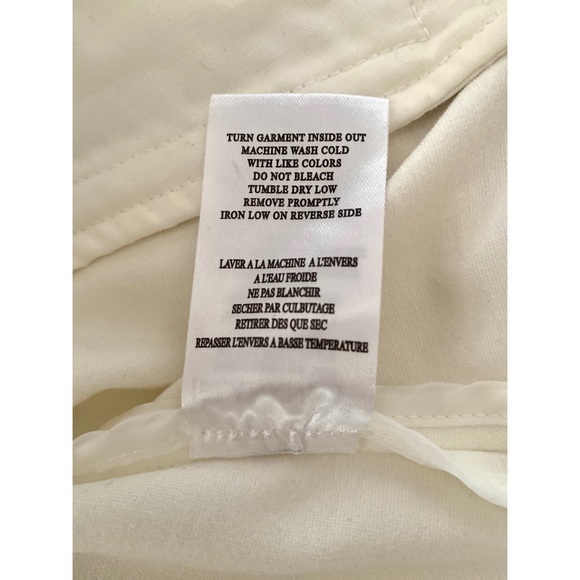 TURN GARMENT INSIDE OUT
MACHINE WASH COLD
WITH LIKE COLORS
DO NOT BLEACH
TUMBLE DRY LOW
REMOVE PROMPTLY
IRON LOW ON REVERSE SIDE
LAVER A LA MACHINE A L'ENVERS
A L'EAU FROIDE
NE PAS BLANCHIR
SECHER PAR CULBUTAGE
RETIRER DES QUE SEC
REPASSER L'ENVERS A BASSE TEMPERATURE